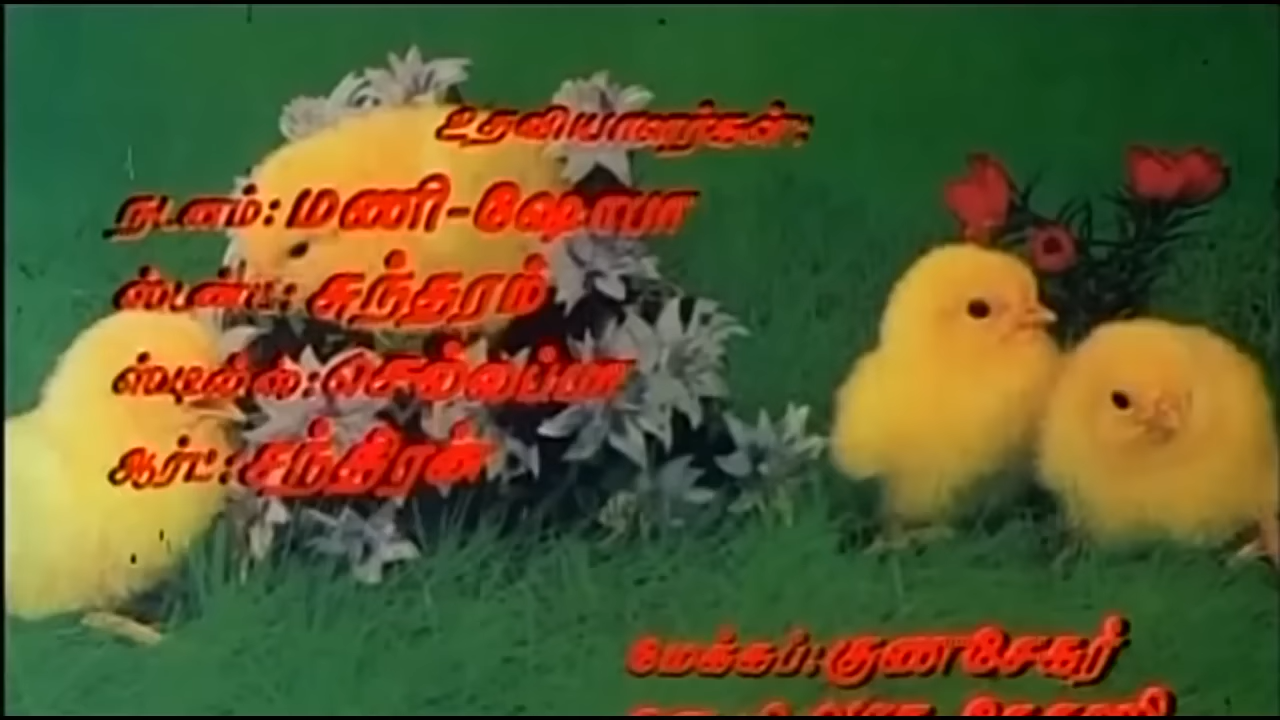 உதவியாளர்கள்:
நடனம்: மணி-ஷோபா
ஸ்டண்ட்: சுந்தரம்
ஸ்டில்ஸ்: செல்லப்பா
ஆர்ட்: சந்திரன்
மேக்கப்: குணசேகர்